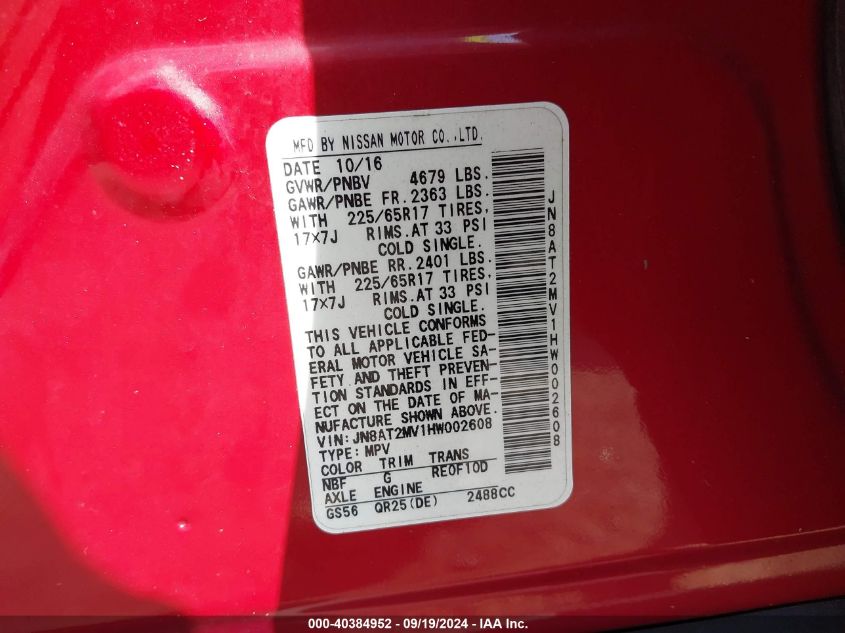 MFD BY NISSAN MOTOR CO.,LTD.
DATE 10/16
GVWR/PNBV 4679 LBS.
GAWR/PNBE FR.2363 LBS.
WITH 225/65R17 TIRES,
17x7J RIMS.AT 33 PSI
COLD SINGLE.
GAWR/PNBE RR.2401 LBS.
WITH 225/65R17 TIRES,
17x7J RIMS.AT 33 PSI
COLD SINGLE.
THIS VEHICLE CONFORMS
TO ALL APPLICABLE FED-
ERAL MOTOR VEHICLE SA-
FETY AND THEFT PREVEN-
TION STANDARDS IN EFF-
ECT ON THE DATE OF MA-
NUFACTURE SHOWN ABOVE.
VIN:JN8AT2MV1HW002608
TYPE:MPV
COLOR TRIM TRANS
NBF G RE0F10D
AXLE ENGINE
GS56 QR25(DE) 2488CC
JN8AT2MV1HW002608
000-40384952 - 09/19/2024 - IAA Inc.